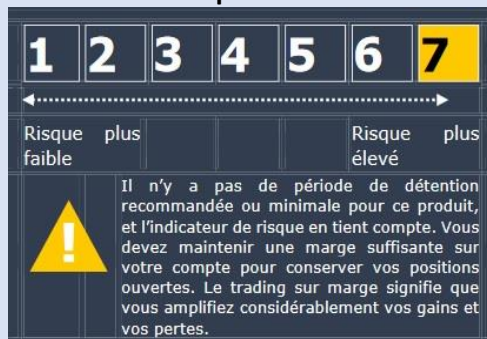 1 2 3 4 5 6 7
Risque plus faible
Risque plus élevé
!
Il n'y a pas de période de détention
recommandée ou minimale pour ce produit,
et l'indicateur de risque en tient compte. Vous
devez maintenir une marge suffisante sur
votre compte pour conserver vos positions
ouvertes. Le trading sur marge signifie que
vous amplifiez considérablement vos gains et
vos pertes.